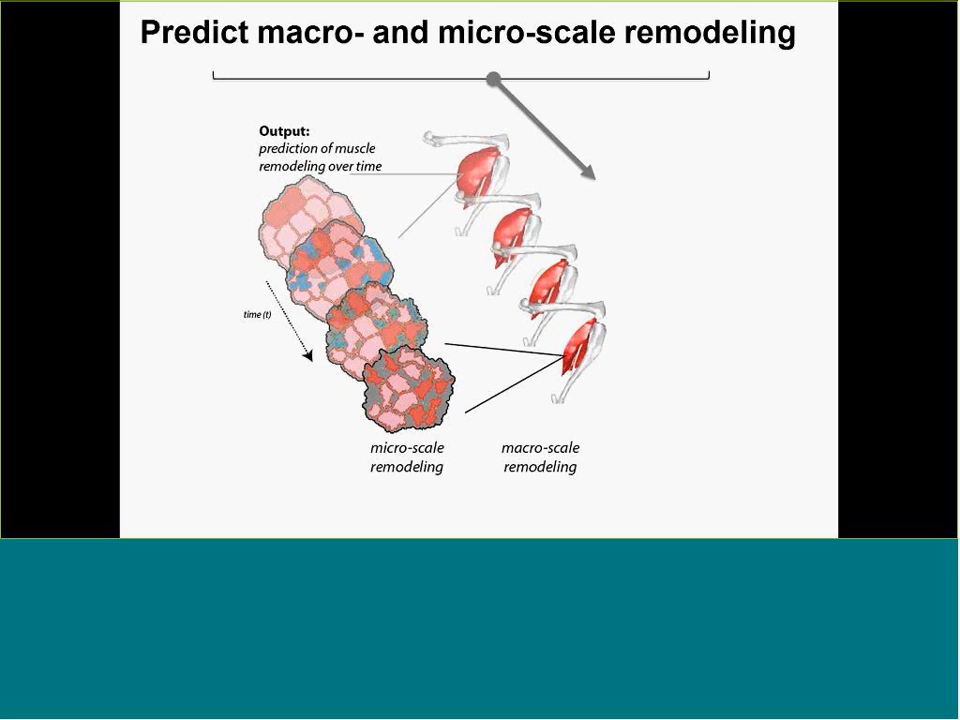 Predict macro- and micro-scale remodeling
Output:
prediction of muscle
remodeling over time
time (t)
micro-scale
remodeling
macro-scale
remodeling